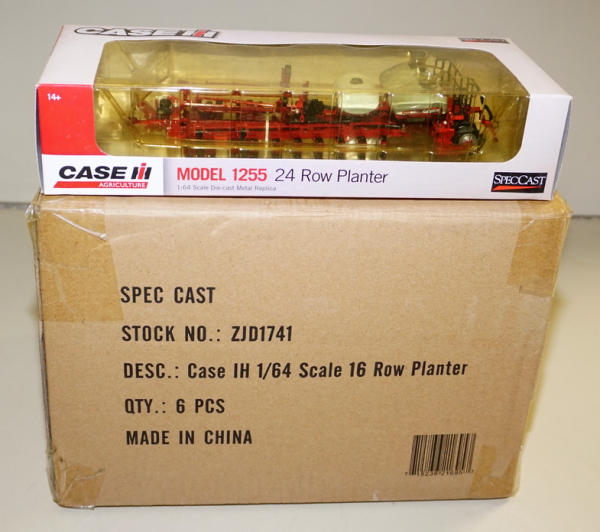 CASE IH
14+
CASE IH
AGRICULTURE
MODEL 1255 24 Row Planter
1:64 Scale Die-cast Metal Replica
SPECCAST
SPEC CAST
STOCK NO.: ZJD1741
DESC.: Case IH 1/64 Scale 16 Row Planter
QTY.: 6 PCS
MADE IN CHINA